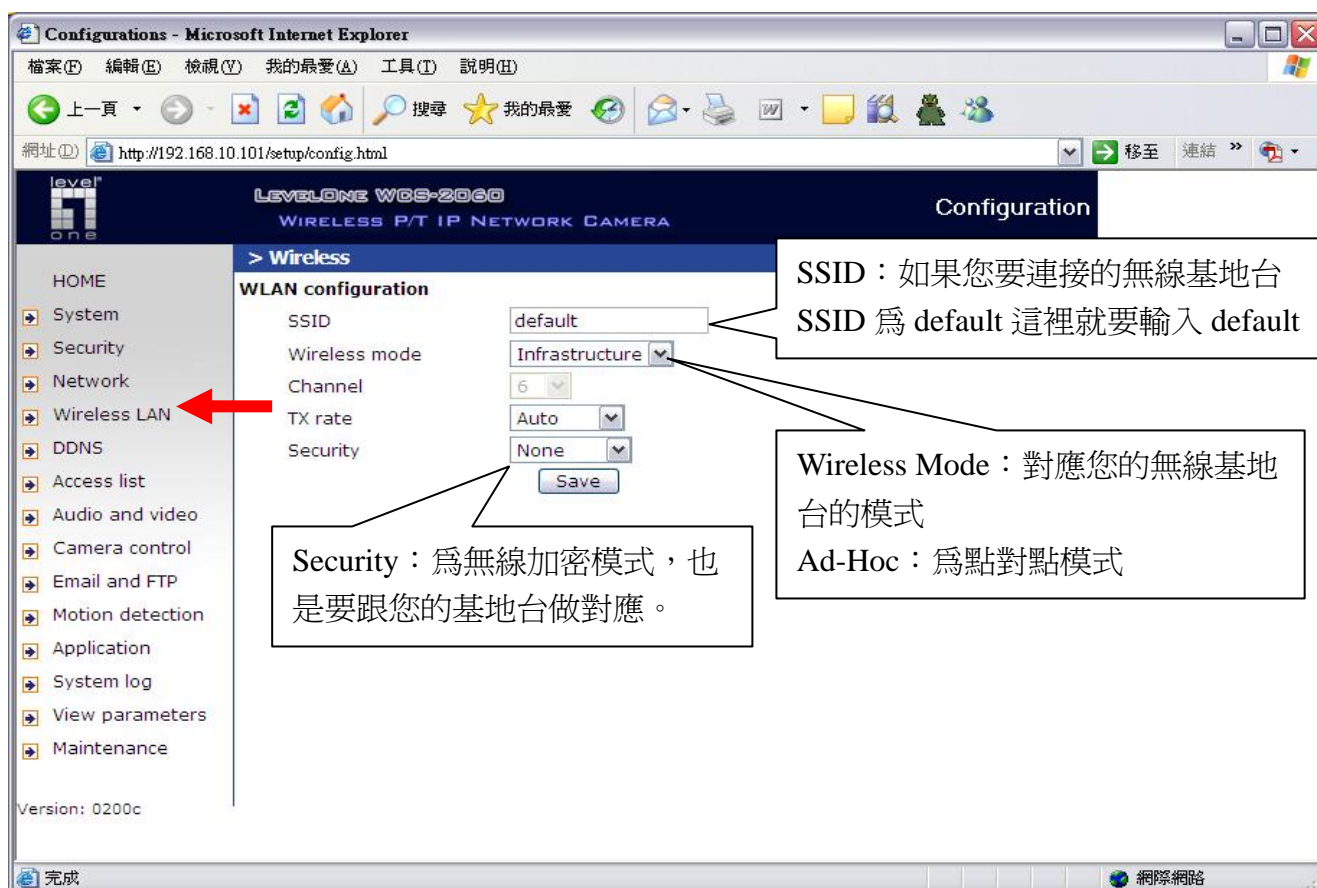 Configurations - Microsoft Internet Explorer
檔案(F) 編輯(E) 檢視(V) 我的最愛(A) 工具(T) 說明(H)
上一頁 搜尋 我的最愛
網址(D) http://192.168.10.101/setup/config.html 移至 連結 »
level one
LevelOne WCS-2060
Wireless P/T IP Network Camera
Configuration
HOME
System
Security
Network
Wireless LAN
DDNS
Access list
Audio and video
Camera control
Email and FTP
Motion detection
Application
System log
View parameters
Maintenance
Version: 0200c
> Wireless
WLAN configuration
SSID default
Wireless mode Infrastructure
Channel 6
TX rate Auto
Security None
Save
SSID：如果您要連接的無線基地台
SSID 為 default 這裡就要輸入 default
Wireless Mode：對應您的無線基地
台的模式
Ad-Hoc：為點對點模式
Security：為無線加密模式，也
是要跟您的基地台做對應。
完成 網際網路